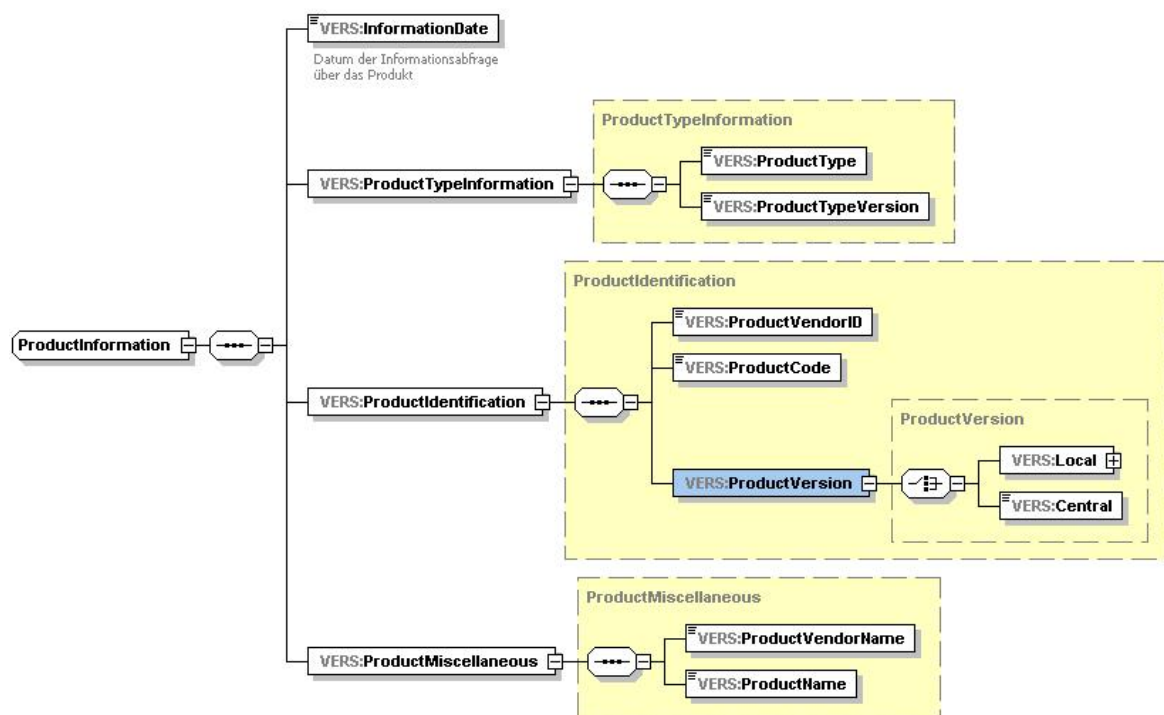 VERS:InformationDate
Datum der Informationsabfrage
über das Produkt
ProductTypeInformation
VERS:ProductType
VERS:ProductTypeInformation
VERS:ProductTypeVersion
ProductIdentification
VERS:ProductVendorID
ProductInformation
VERS:ProductCode
VERS:ProductIdentification
ProductVersion
VERS:Local
VERS:ProductVersion
VERS:Central
ProductMiscellaneous
VERS:ProductVendorName
VERS:ProductMiscellaneous
VERS:ProductName